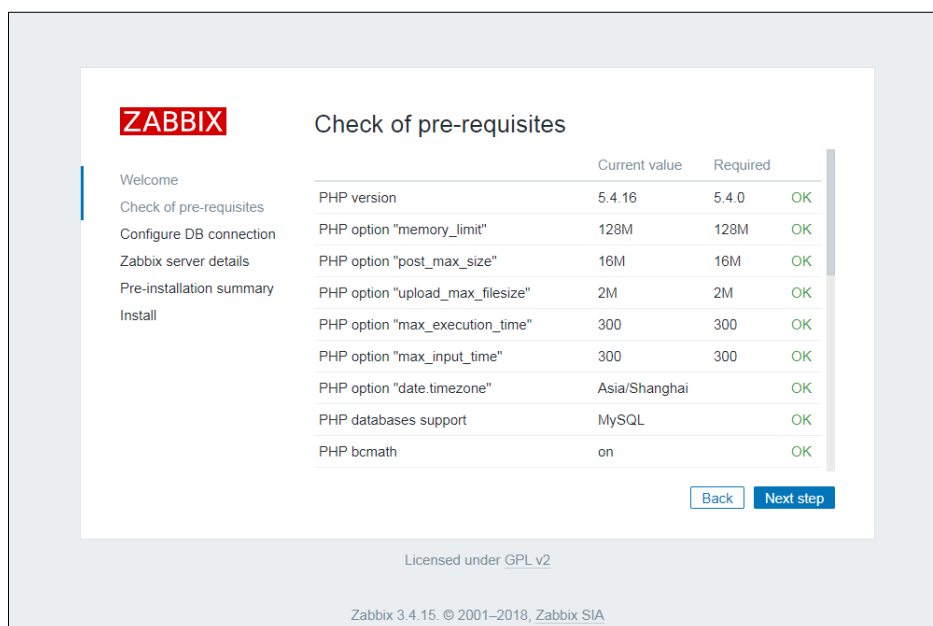 ZABBIX
Welcome
Check of pre-requisites
Configure DB connection
Zabbix server details
Pre-installation summary
Install
Check of pre-requisites
Current value Required
PHP version 5.4.16 5.4.0 OK
PHP option "memory_limit" 128M 128M OK
PHP option "post_max_size" 16M 16M OK
PHP option "upload_max_filesize" 2M 2M OK
PHP option "max_execution_time" 300 300 OK
PHP option "max_input_time" 300 300 OK
PHP option "date.timezone" Asia/Shanghai OK
PHP databases support MySQL OK
PHP bcmath on OK
Back Next step
Licensed under GPL v2
Zabbix 3.4.15. © 2001–2018, Zabbix SIA